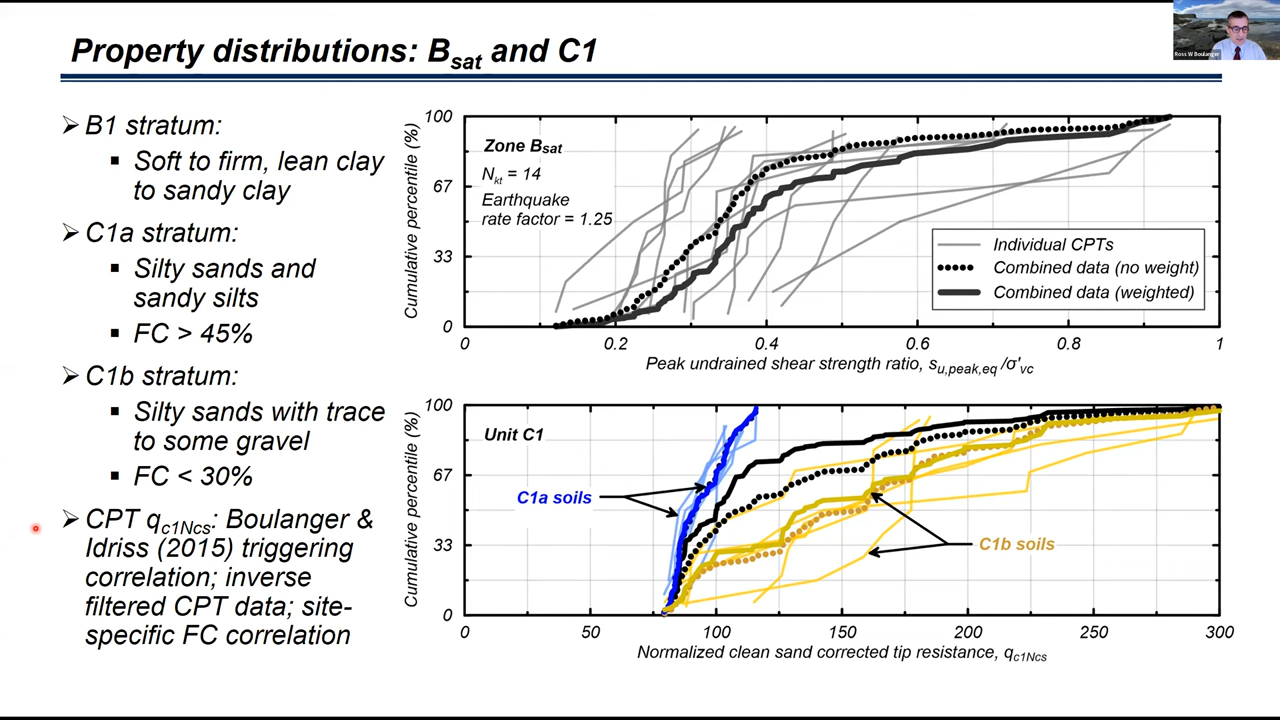 Property distributions: Bsat and C1
Ross W Boulanger
➢ B1 stratum:
▪ Soft to firm, lean clay
to sandy clay
➢ C1a stratum:
▪ Silty sands and
sandy silts
▪ FC > 45%
➢ C1b stratum:
▪ Silty sands with trace
to some gravel
▪ FC < 30%
➢ CPT qc1Ncs: Boulanger &
Idriss (2015) triggering
correlation; inverse
filtered CPT data; site-
specific FC correlation
Cumulative percentile (%)
100
67
33
0
Zone Bsat
Nkt = 14
Earthquake
rate factor = 1.25
Individual CPTs
Combined data (no weight)
Combined data (weighted)
0 0.2 0.4 0.6 0.8 1
Peak undrained shear strength ratio, su,peak,eq /σ'vc
Cumulative percentile (%)
100
67
33
0
Unit C1
C1a soils
C1b soils
0 50 100 150 200 250 300
Normalized clean sand corrected tip resistance, qc1Ncs